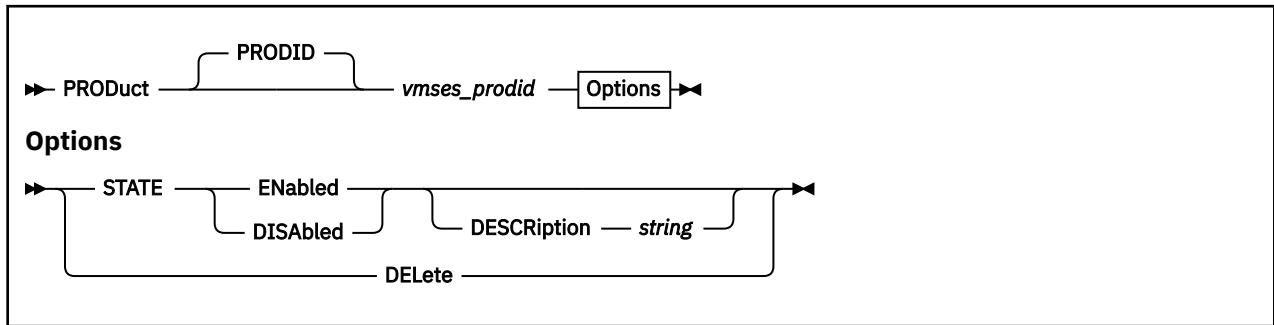 PRODID
PRODuct vmses_prodid Options
Options
STATE ENabled
DISAbled DESCRiption string
DELete